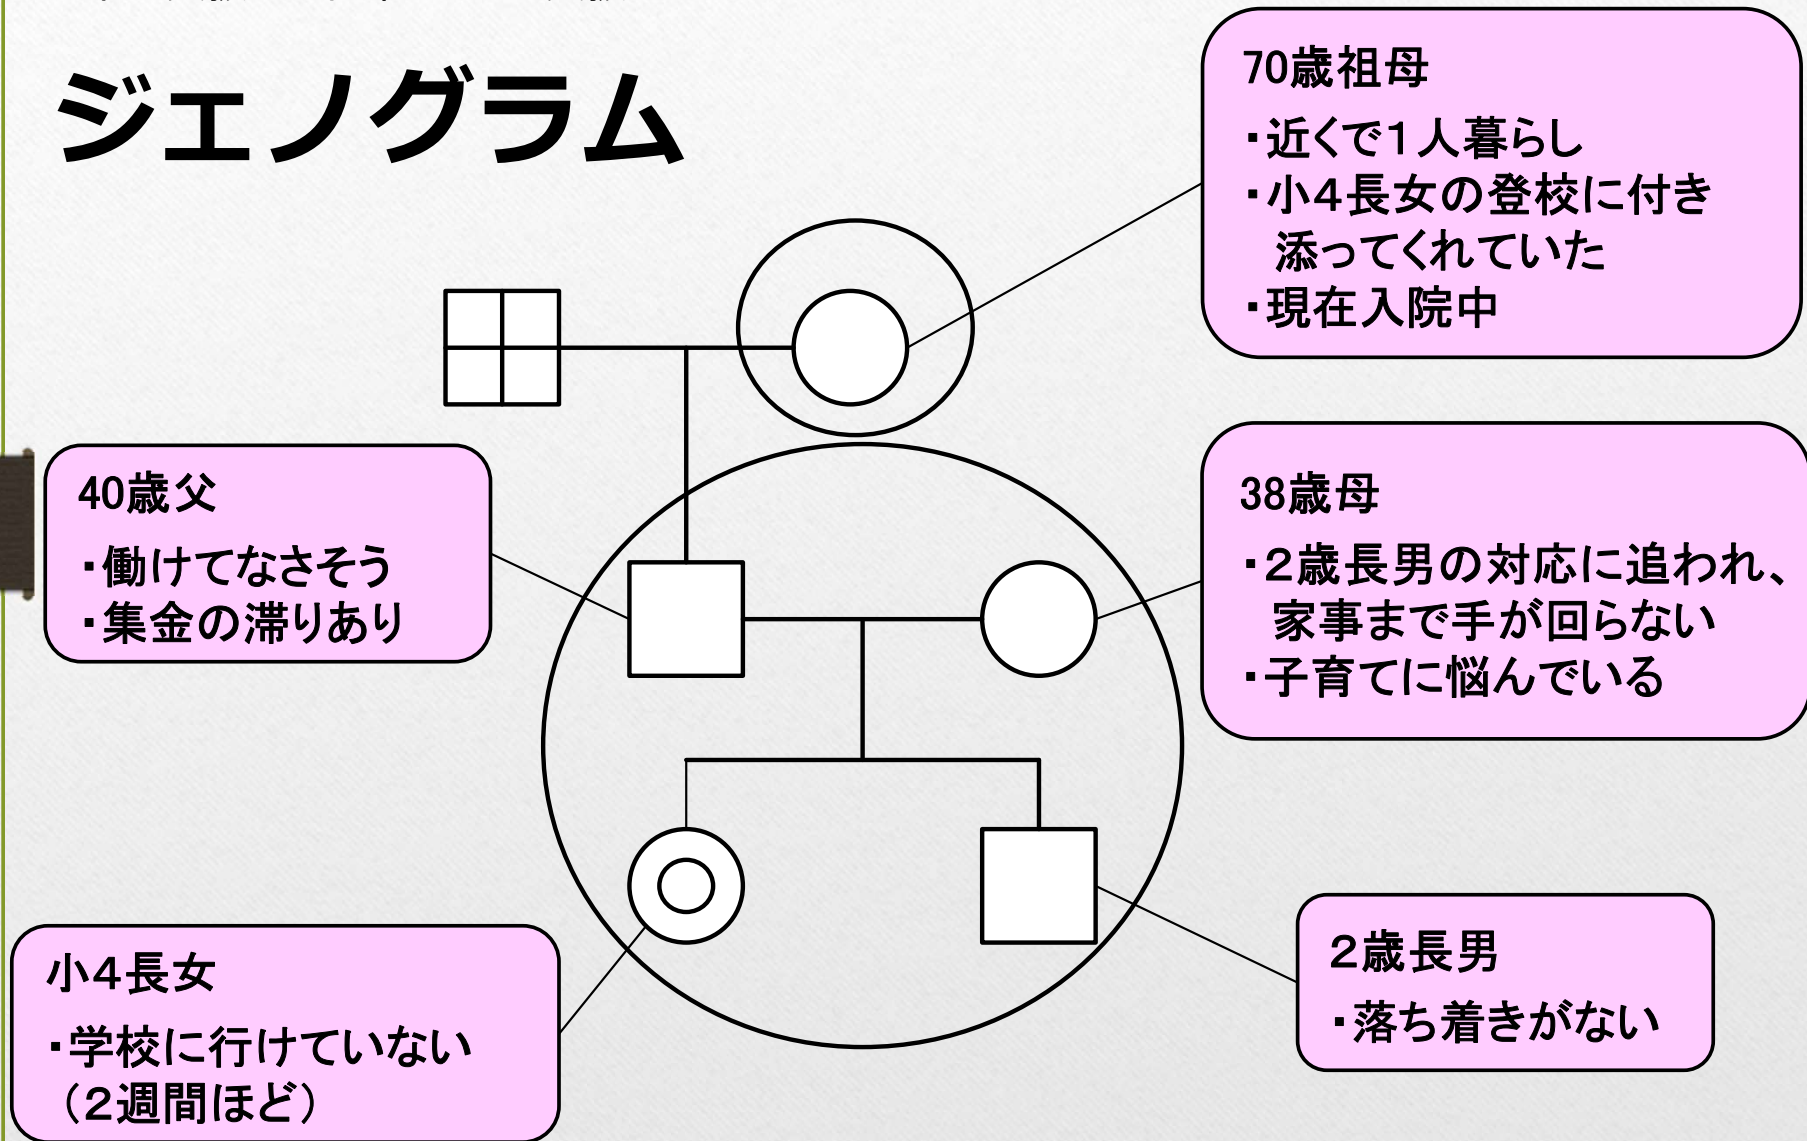 ジェノグラム
70歳祖母
・近くで１人暮らし
・小４長女の登校に付き
添ってくれていた
・現在入院中
40歳父
・働けてなさそう
・集金の滞りあり
38歳母
・２歳長男の対応に追われ、
家事まで手が回らない
・子育てに悩んでいる
小４長女
・学校に行けていない
（２週間ほど）
２歳長男
・落ち着きがない